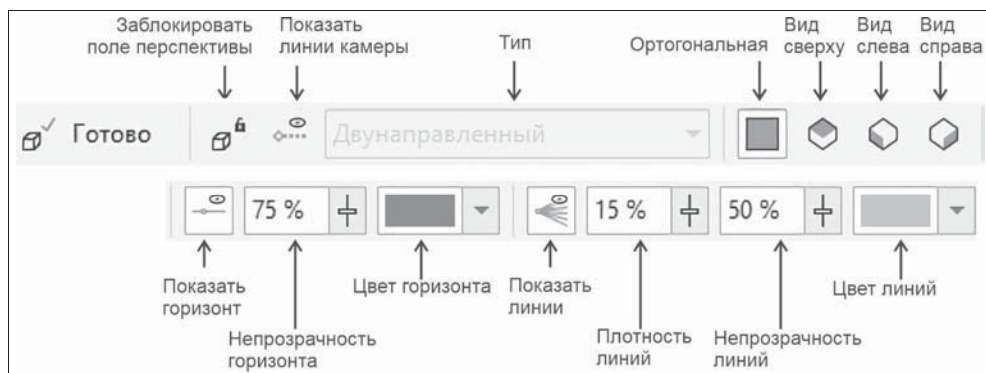 Заблокировать
поле перспективы
Показать
линии камеры
Тип
Ортогональная
Вид
сверху
Вид
слева
Вид
справа
Готово
Двунаправленный
75 %
15 %
50 %
Показать
горизонт
Непрозрачность
горизонта
Цвет горизонта
Показать
линии
Плотность
линий
Непрозрачность
линий
Цвет линий